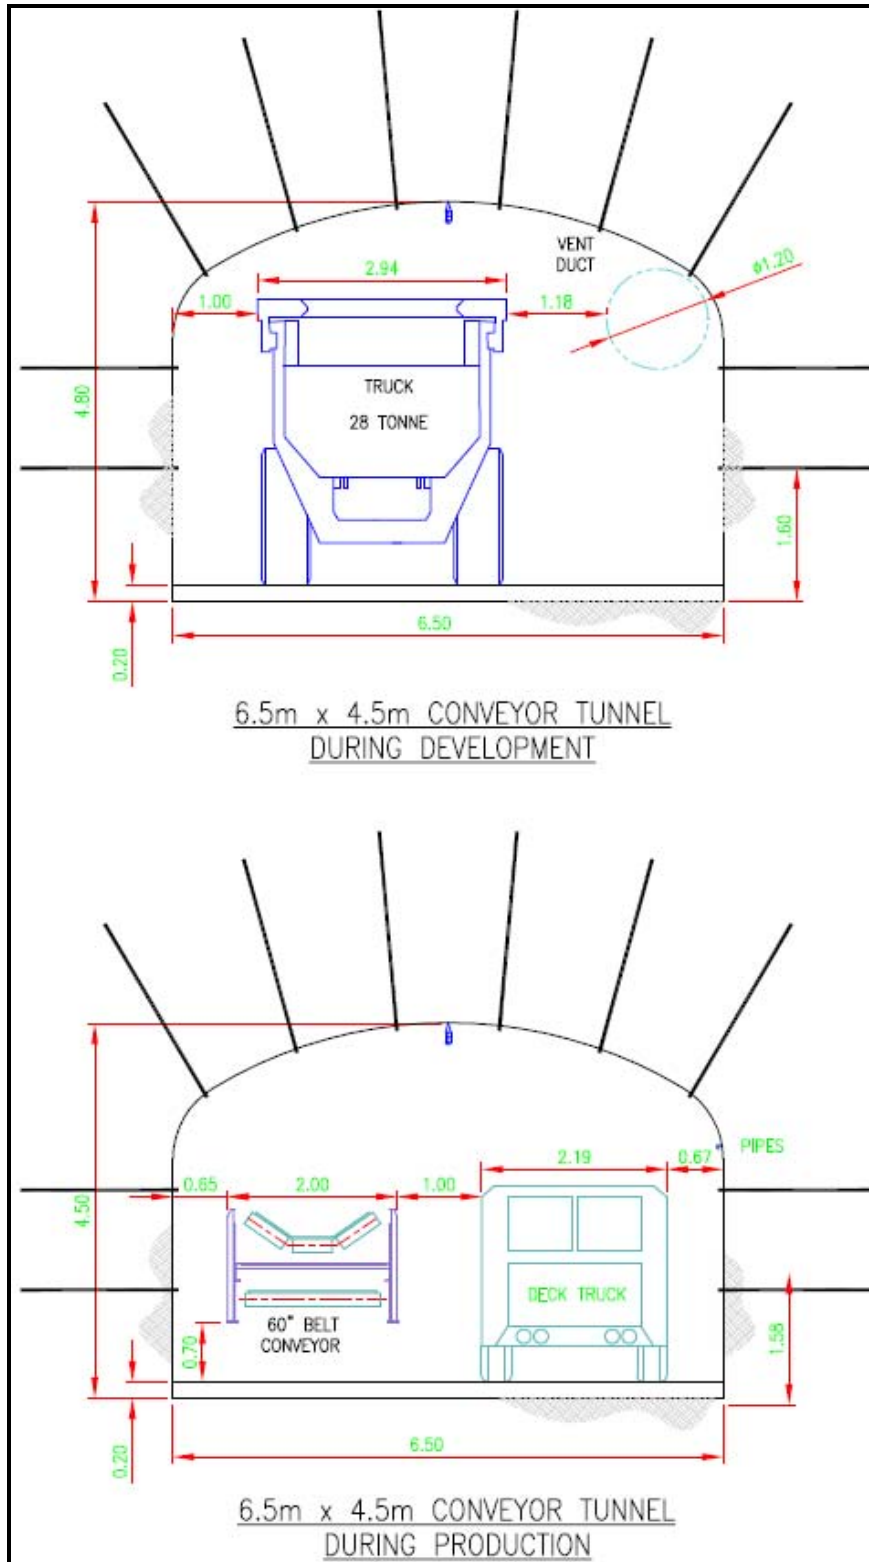 VENT
DUCT
ø1.20
2.94
1.00
1.18
TRUCK
28 TONNE
4.80
1.60
6.50
0.20
6.5m x 4.5m CONVEYOR TUNNEL
DURING DEVELOPMENT
PIPES
2.19
0.67
0.65
2.00
1.00
4.50
DECK TRUCK
60" BELT
CONVEYOR
0.70
1.58
6.50
0.20
6.5m x 4.5m CONVEYOR TUNNEL
DURING PRODUCTION